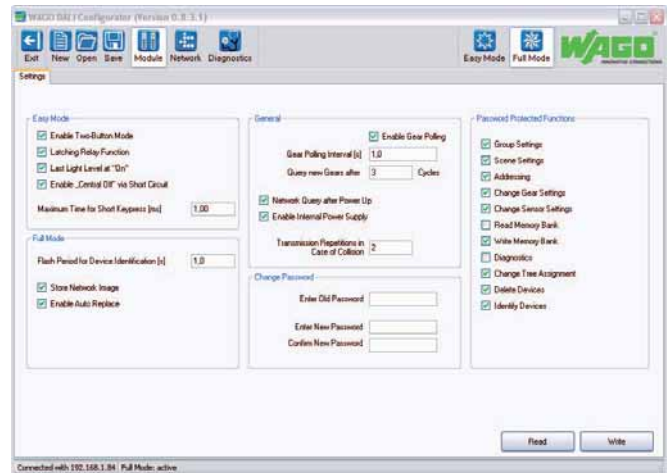 WAGO DALI Configurator (Version 0.8.3.1)
Exit New Open Save Module Network Diagnostics Easy Mode Full Mode
WAGO
INNOVATIVE CONNECTIONS
Settings
Easy Mode
Enable Two-Button Mode
Latching Relay Function
Last Light Level at "On"
Enable „Central Off" via Short Circuit
Maximum Time for Short Keypress [ms] 1,00
Full Mode
Flash Period for Device Identification [s] 1,0
Store Network Image
Enable Auto Replace
General
Enable Gear Polling
Gear Polling Interval [s] 1,0
Query new Gears after 3 Cycles
Network Query after Power Up
Enable Internal Power Supply
Transmission Repetitions in
Case of Collision 2
Change Password
Enter Old Password
Enter New Password
Confirm New Password
Password Protected Functions
Group Settings
Scene Settings
Addressing
Change Gear Settings
Change Sensor Settings
Read Memory Bank
Write Memory Bank
Diagnostics
Change Tree Assignment
Delete Devices
Identify Devices
Read Write
Connected with 192.168.1.84 Full Mode: active